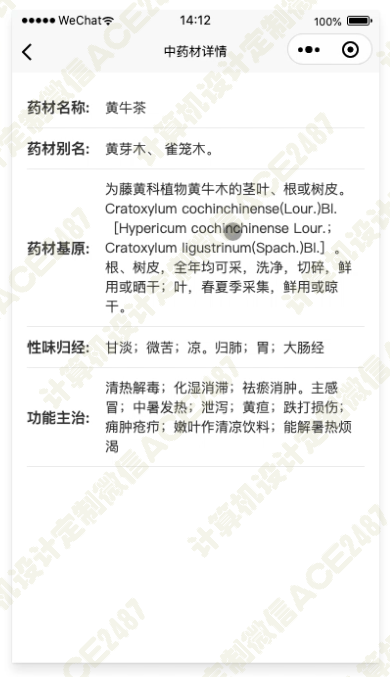 WeChat 14:12 100%
中药材详情
药材名称: 黄牛茶
药材别名: 黄芽木、 雀笼木。
药材基原:
为藤黄科植物黄牛木的茎叶、根或树皮。
Cratoxylum cochinchinense(Lour.)Bl.
［Hypericum cochinchinense Lour.；
Cratoxylum ligustrinum(Spach.)Bl.］。
根、树皮，全年均可采，洗净，切碎，鲜
用或晒干；叶，春夏季采集，鲜用或晾
干。
性味归经: 甘淡；微苦；凉。归肺；胃；大肠经
功能主治:
清热解毒；化湿消滞；祛瘀消肿。主感
冒；中暑发热；泄泻；黄疸；跌打损伤；
痈肿疮疖；嫩叶作清凉饮料；能解暑热烦
渴
计算机设计定制微信ACE2487